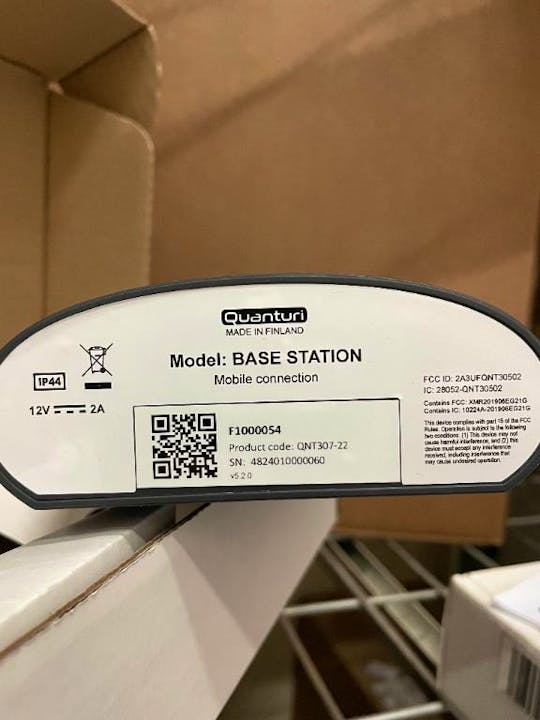 Quanturi
MADE IN FINLAND
Model: BASE STATION
Mobile connection
IP44
12V 2A
F1000054
Product code: QNT307-22
SN: 4824010000060
v5.2.0
FCC ID: 2A3UFQNT30502
IC: 28052-QNT30502
Contains FCC: XMR201906EG21G
Contains IC: 10224A-201906EG21G
This device complies with part 15 of the FCC
Rules. Operation is subject to the following
two conditions: (1) This device may not
cause harmful interference, and (2) this
device must accept any interference
received, including interference that
may cause undesired operation.